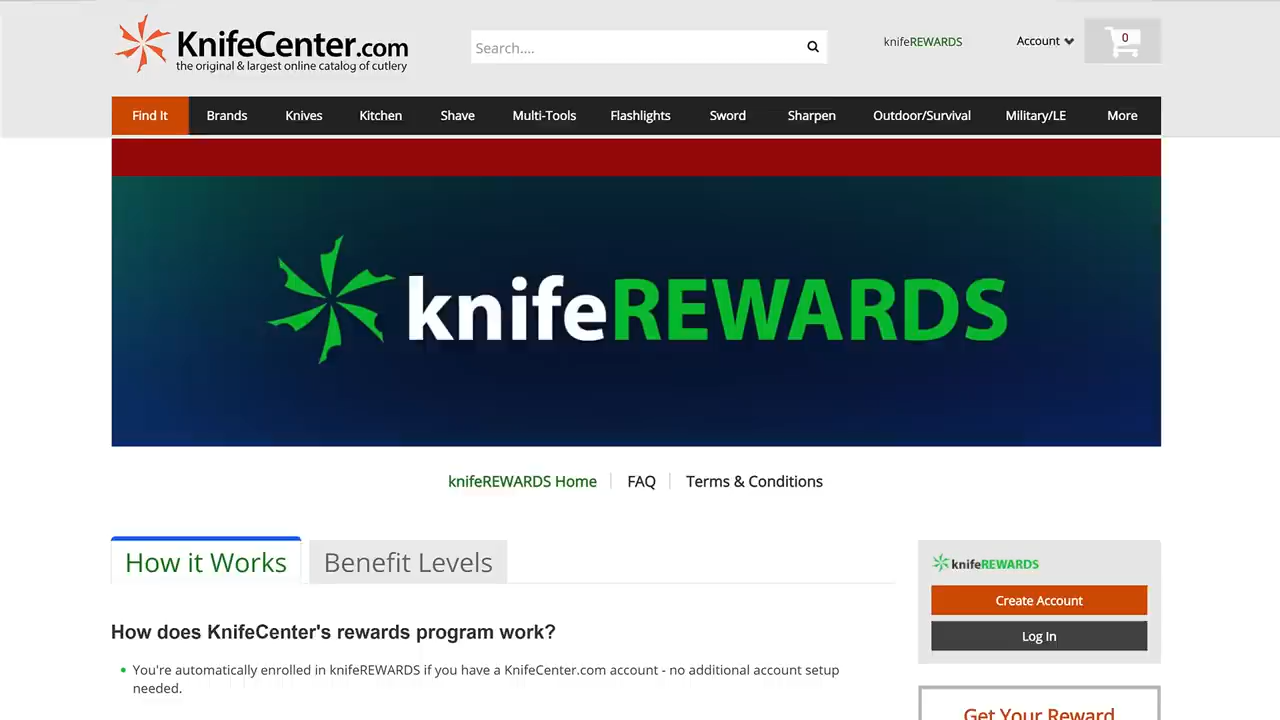 KnifeCenter.com
the original & largest online catalog of cutlery
Search....
knifeREWARDS
Account
0
Find It Brands Knives Kitchen Shave Multi-Tools Flashlights Sword Sharpen Outdoor/Survival Military/LE More
knifeREWARDS
knifeREWARDS Home FAQ Terms & Conditions
How it Works Benefit Levels
How does KnifeCenter's rewards program work?
You're automatically enrolled in knifeREWARDS if you have a KnifeCenter.com account - no additional account setup
needed.
knifeREWARDS
Create Account
Log In
Get Your Reward